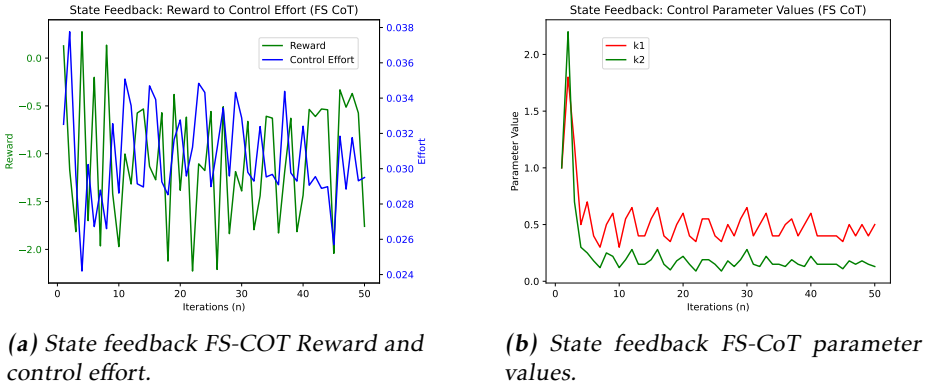 State Feedback: Reward to Control Effort (FS CoT)
Reward
Control Effort
0.0
−0.5
−1.0
−1.5
−2.0
Reward
0.038
0.036
0.034
0.032
0.030
0.028
0.026
0.024
Effort
0 10 20 30 40 50
Iterations (n)
(a) State feedback FS-COT Reward and
control effort.
State Feedback: Control Parameter Values (FS CoT)
k1
k2
2.0
1.5
1.0
0.5
0.0
Parameter Value
0 10 20 30 40 50
Iterations (n)
(b) State feedback FS-CoT parameter
values.